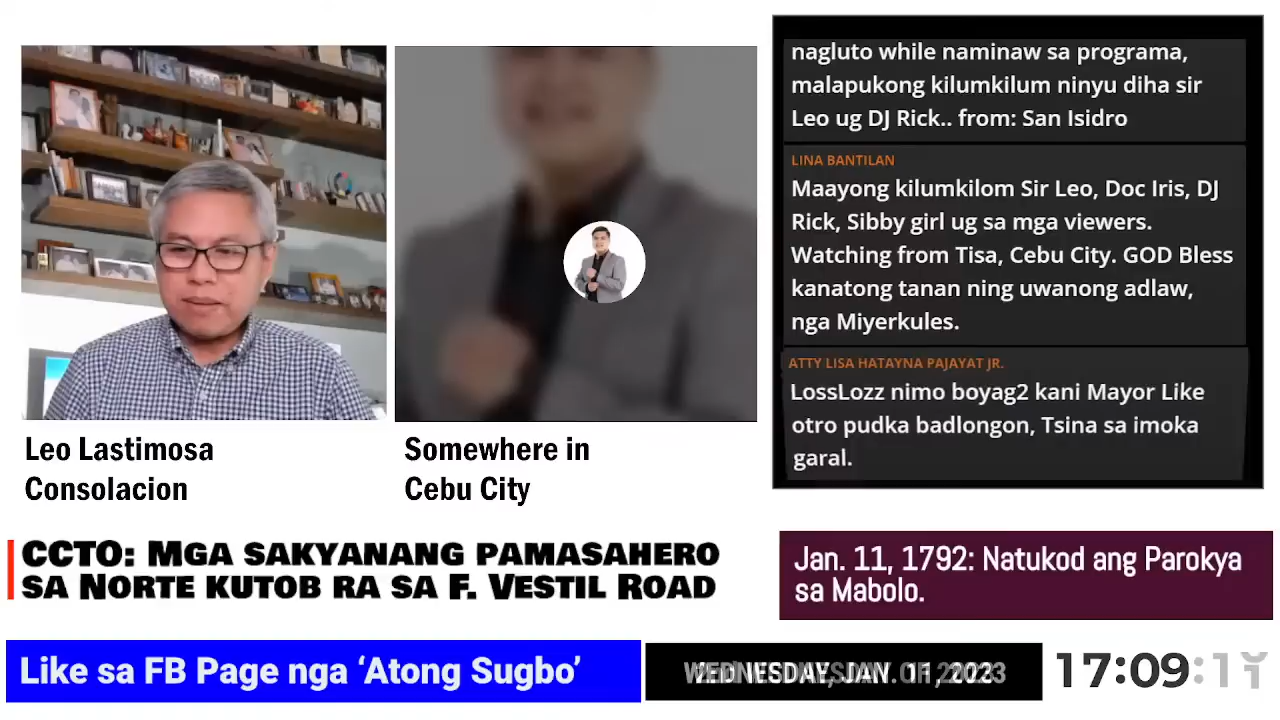 nagluto while naminaw sa programa,
malapukong kilumkilum ninyu diha sir
Leo ug DJ Rick.. from: San Isidro
LINA BANTILAN
Maayong kilumkilom Sir Leo, Doc Iris, DJ
Rick, Sibby girl ug sa mga viewers.
Watching from Tisa, Cebu City. GOD Bless
kanatong tanan ning uwanong adlaw,
nga Miyerkules.
ATTY LISA HATAYNA PAJAYAT JR.
LossLozz nimo boyag2 kani Mayor Like
otro pudka badlongon, Tsina sa imoka
garal.
Leo Lastimosa
Consolacion
Somewhere in
Cebu City
CCTO: MGA SAKYANANG PAMASAHERO
SA NORTE KUTOB RA SA F. VESTIL ROAD
Jan. 11, 1792: Natukod ang Parokya
sa Mabolo.
Like sa FB Page nga ‘Atong Sugbo’
WEDNESDAY, JAN. 11, 2023
17:09:1